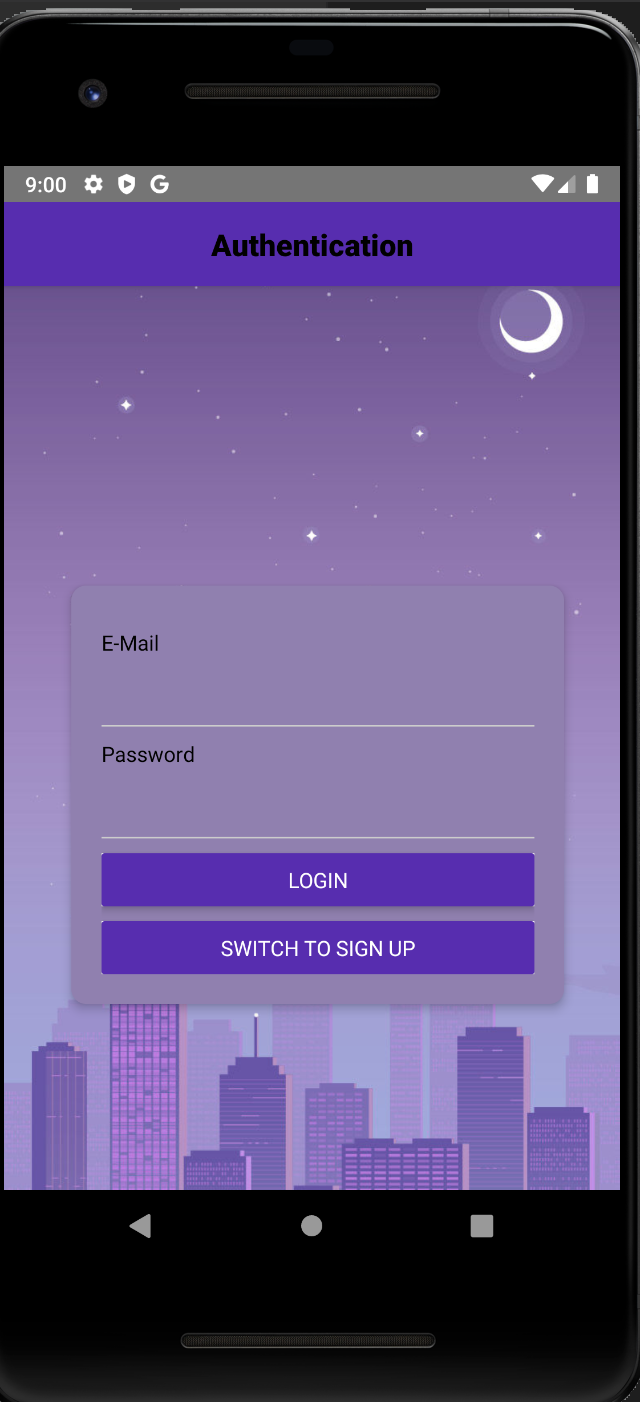 9:00 G
Authentication
E-Mail
Password
LOGIN
SWITCH TO SIGN UP